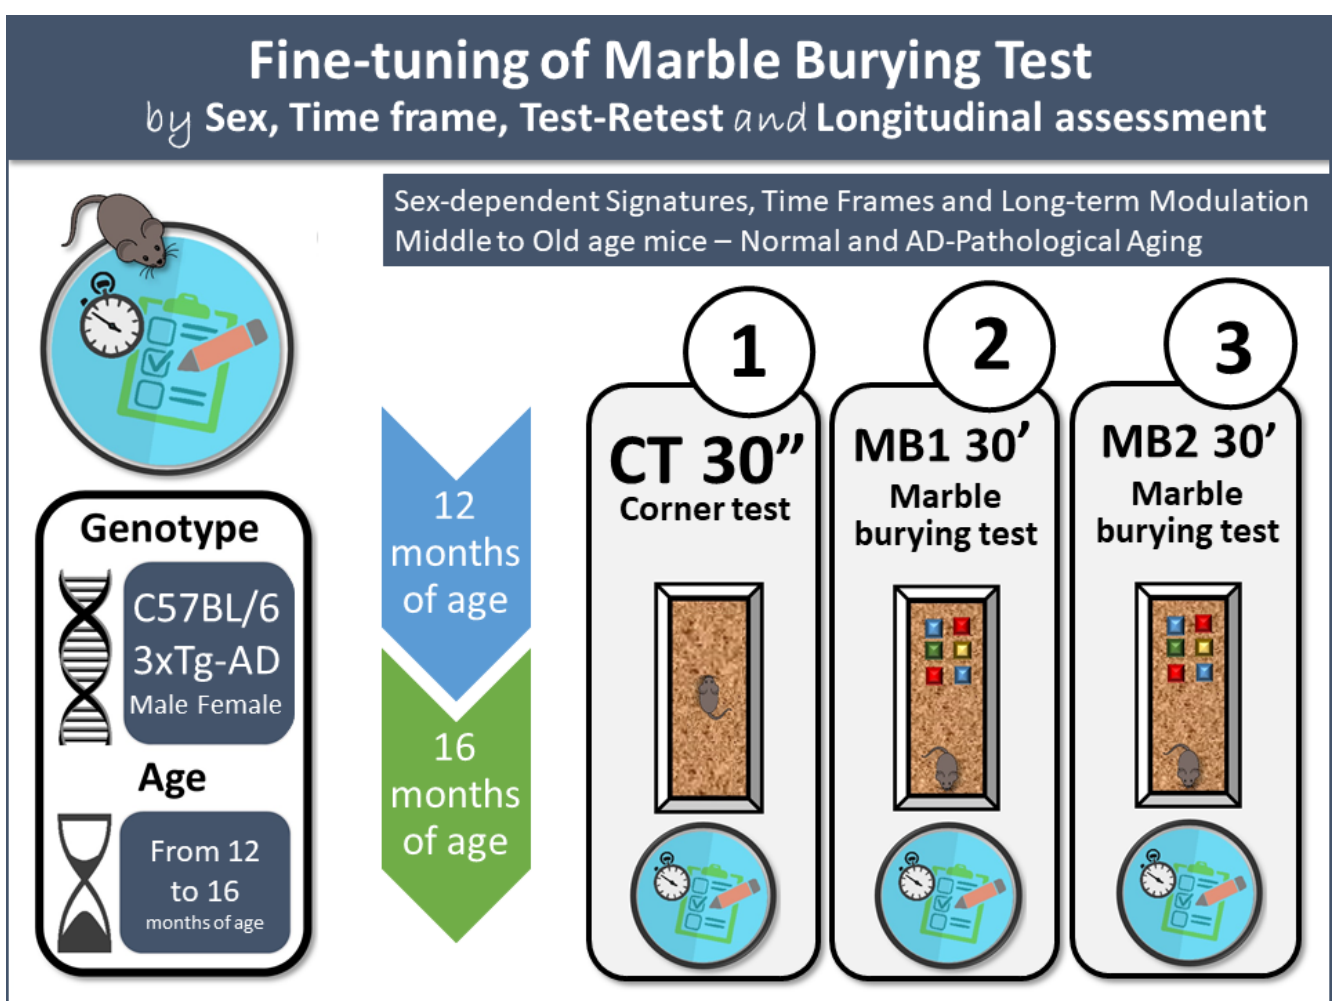 Fine-tuning of Marble Burying Test
by Sex, Time frame, Test-Retest and Longitudinal assessment
Sex-dependent Signatures, Time Frames and Long-term Modulation
Middle to Old age mice – Normal and AD-Pathological Aging
Genotype
C57BL/6
3xTg-AD
Male Female
Age
From 12
to 16
months of age
12
months
of age
16
months
of age
1
CT 30”
Corner test
2
MB1 30’
Marble
burying test
3
MB2 30’
Marble
burying test